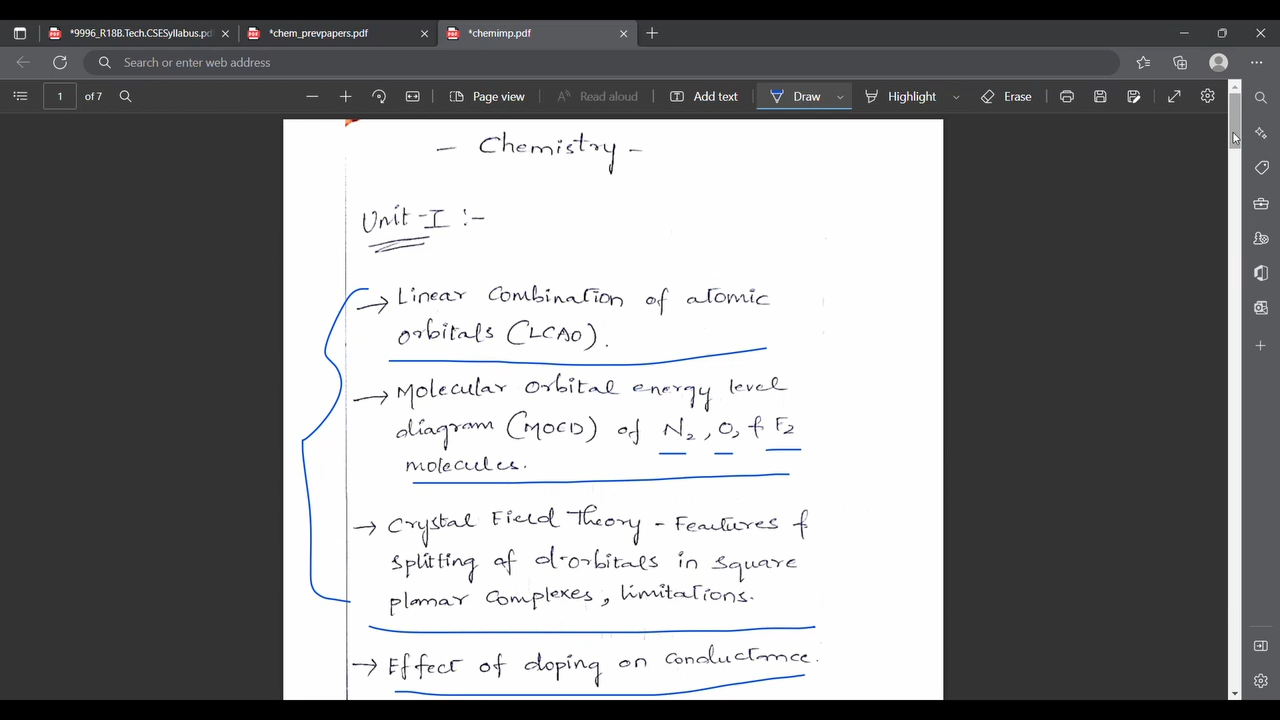 *9996_R18B.Tech.CSESyllabus.pd
*chem_prevpapers.pdf
*chemimp.pdf
Search or enter web address
1 of 7
Page view
Read aloud
Add text
Draw
Highlight
Erase
- Chemistry -
Unit-I :-
→ Linear Combination of atomic
orbitals (LCAO).
→ Molecular orbital energy level
diagram (MOED) of N₂, O₂ & F₂
molecules.
→ Crystal Field Theory - Features &
splitting of d-orbitals in square
planar complexes, limitations.
→ Effect of doping on conductance.